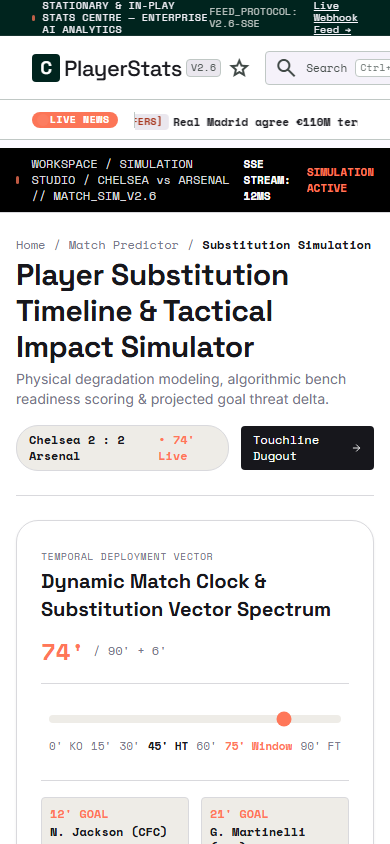 STATIONARY & IN-PLAY
STATS CENTRE — ENTERPRISE
AI ANALYTICS
FEED_PROTOCOL:
V2.6-SSE
Live
Webhook
Feed →
C PlayerStats V2.6 Search Ctrl+
LIVE NEWS FERS] Real Madrid agree €110M ter
WORKSPACE / SIMULATION
STUDIO / CHELSEA vs ARSENAL
// MATCH_SIM_V2.6
SSE
STREAM:
12MS
SIMULATION
ACTIVE
Home / Match Predictor / Substitution Simulation
Player Substitution
Timeline & Tactical
Impact Simulator
Physical degradation modeling, algorithmic bench
readiness scoring & projected goal threat delta.
Chelsea 2 : 2
Arsenal
• 74'
Live
Touchline
Dugout →
TEMPORAL DEPLOYMENT VECTOR
Dynamic Match Clock &
Substitution Vector Spectrum
74' / 90' + 6'
0' KO 15' 30' 45' HT 60' 75' Window 90' FT
12' GOAL
N. Jackson (CFC)
21' GOAL
G. Martinelli